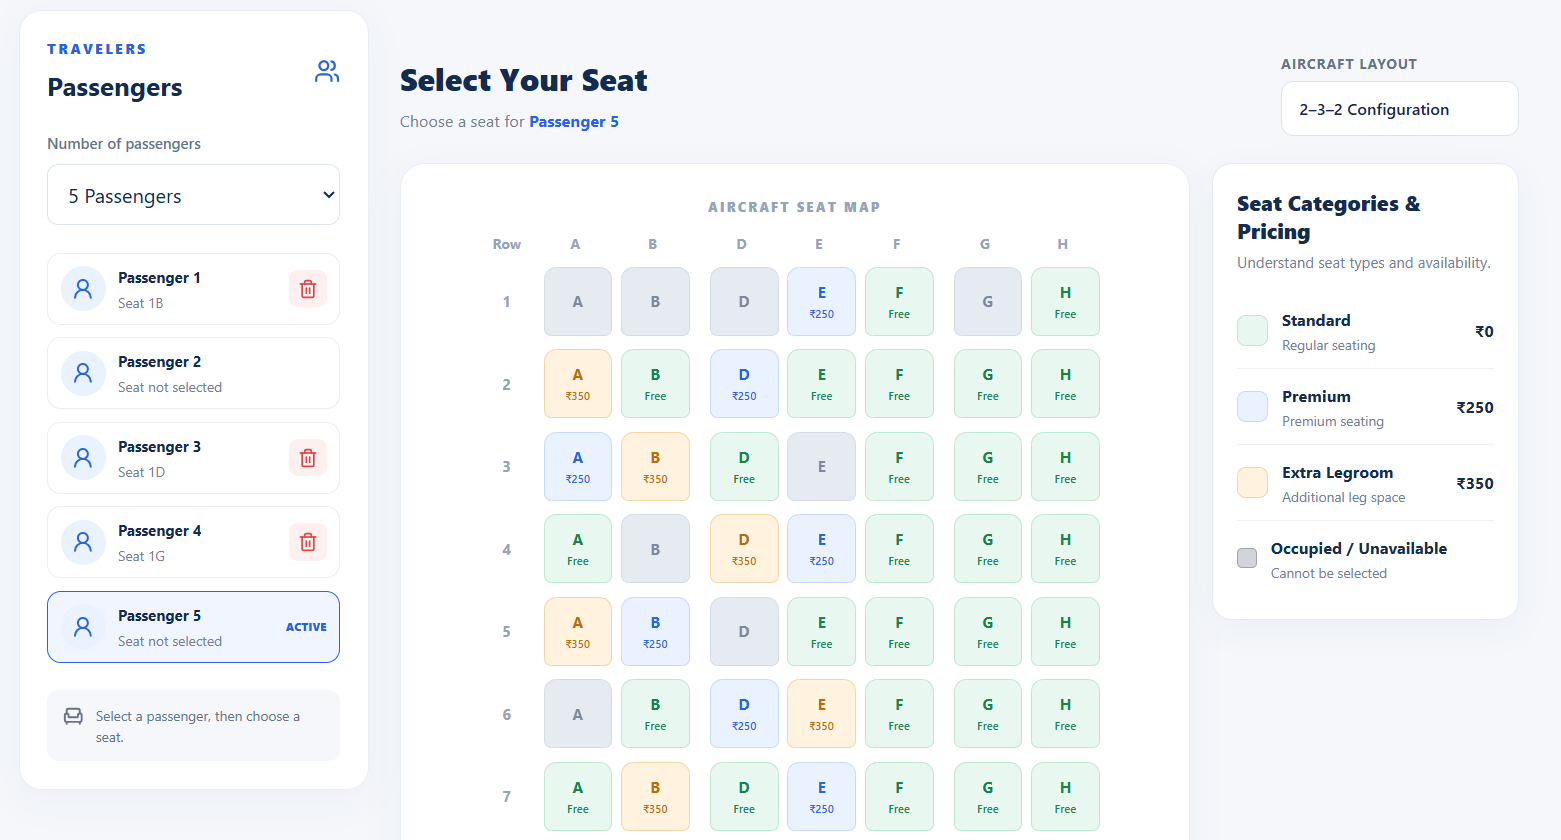 TRAVELERS
Passengers
Number of passengers
5 Passengers
Passenger 1
Seat 1B
Passenger 2
Seat not selected
Passenger 3
Seat 1D
Passenger 4
Seat 1G
Passenger 5
Seat not selected
ACTIVE
Select a passenger, then choose a
seat.
Select Your Seat
Choose a seat for Passenger 5
AIRCRAFT LAYOUT
2–3–2 Configuration
AIRCRAFT SEAT MAP
Row A B D E F G H
1 A B D E F G H
₹250 Free Free
2 A B D E F G H
₹350 Free ₹250 Free Free Free Free
3 A B D E F G H
₹250 ₹350 Free Free Free Free
4 A B D E F G H
Free ₹350 ₹250 Free Free Free
5 A B D E F G H
₹350 ₹250 Free Free Free Free
6 A B D E F G H
Free ₹250 ₹350 Free Free Free
7 A B D E F G H
Free ₹350 Free ₹250 Free Free Free
Seat Categories &
Pricing
Understand seat types and availability.
Standard
Regular seating
₹0
Premium
Premium seating
₹250
Extra Legroom
Additional leg space
₹350
Occupied / Unavailable
Cannot be selected